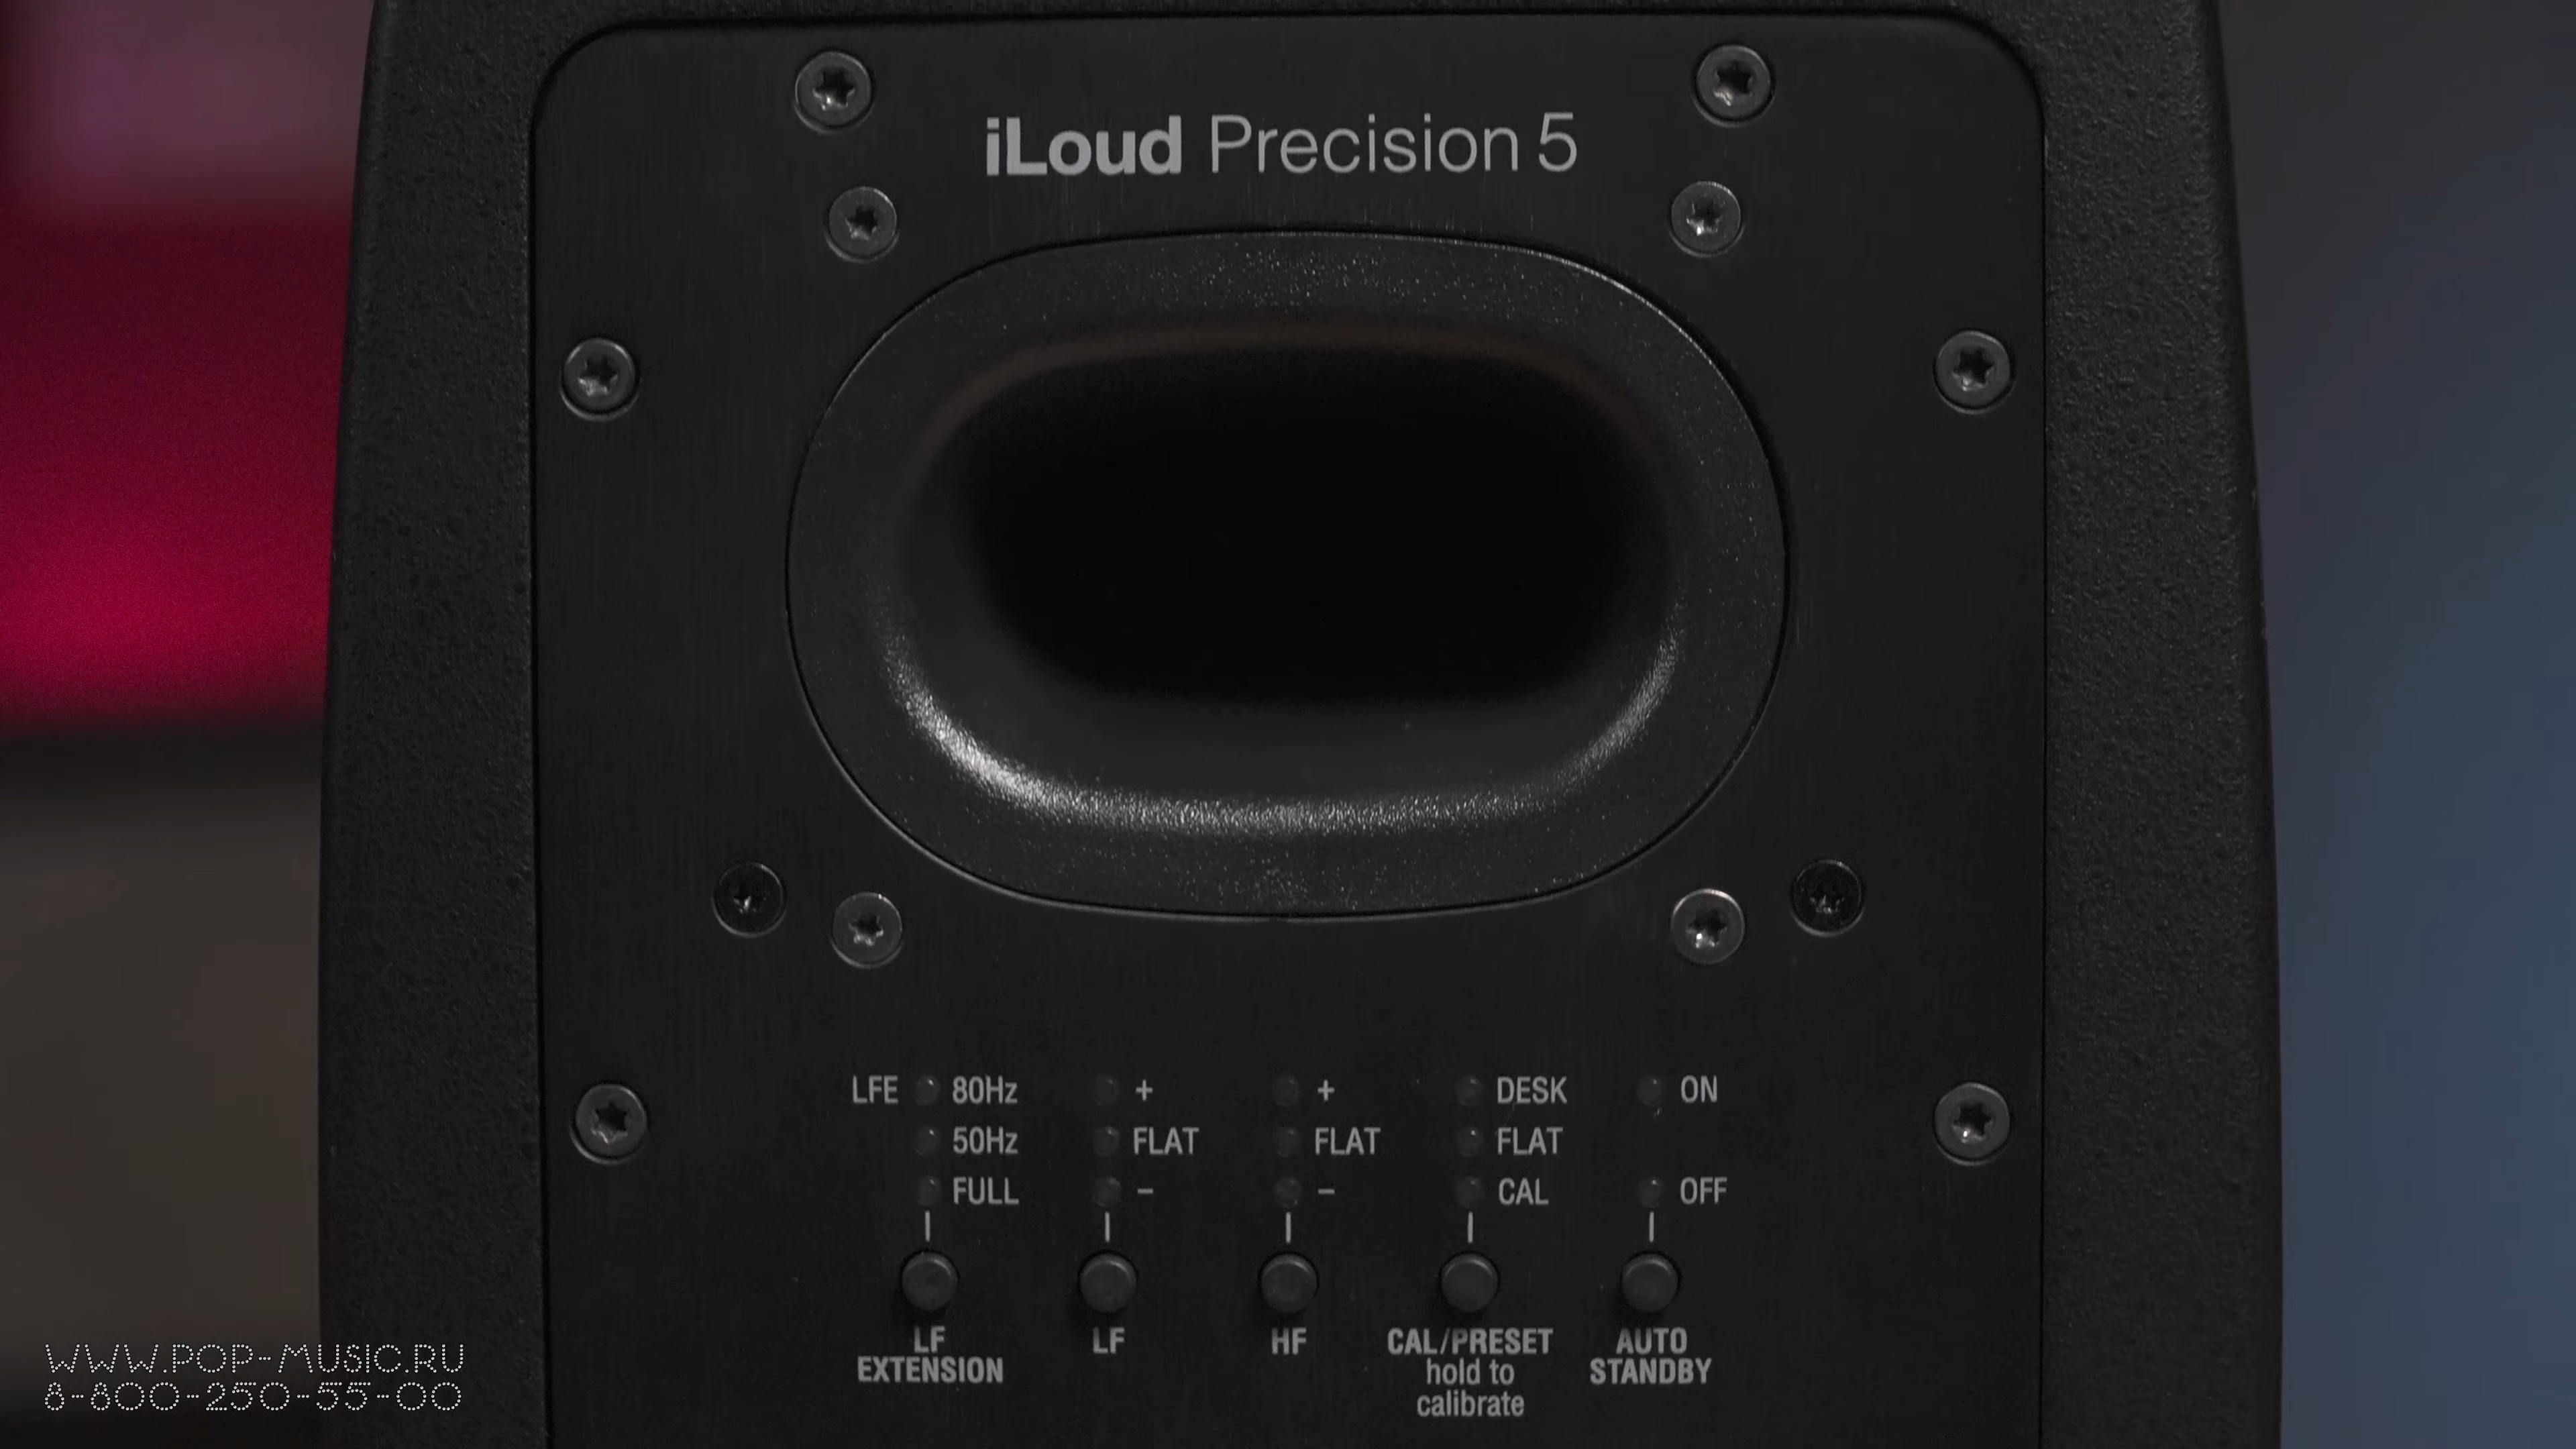 iLoud Precision 5
LFE 80Hz + + DESK ON
50Hz FLAT FLAT FLAT
FULL − − CAL OFF
LF EXTENSION
LF
HF
CAL/PRESET
hold to
calibrate
AUTO
STANDBY
WWW.POP-MUSIC.RU
8-800-250-55-00